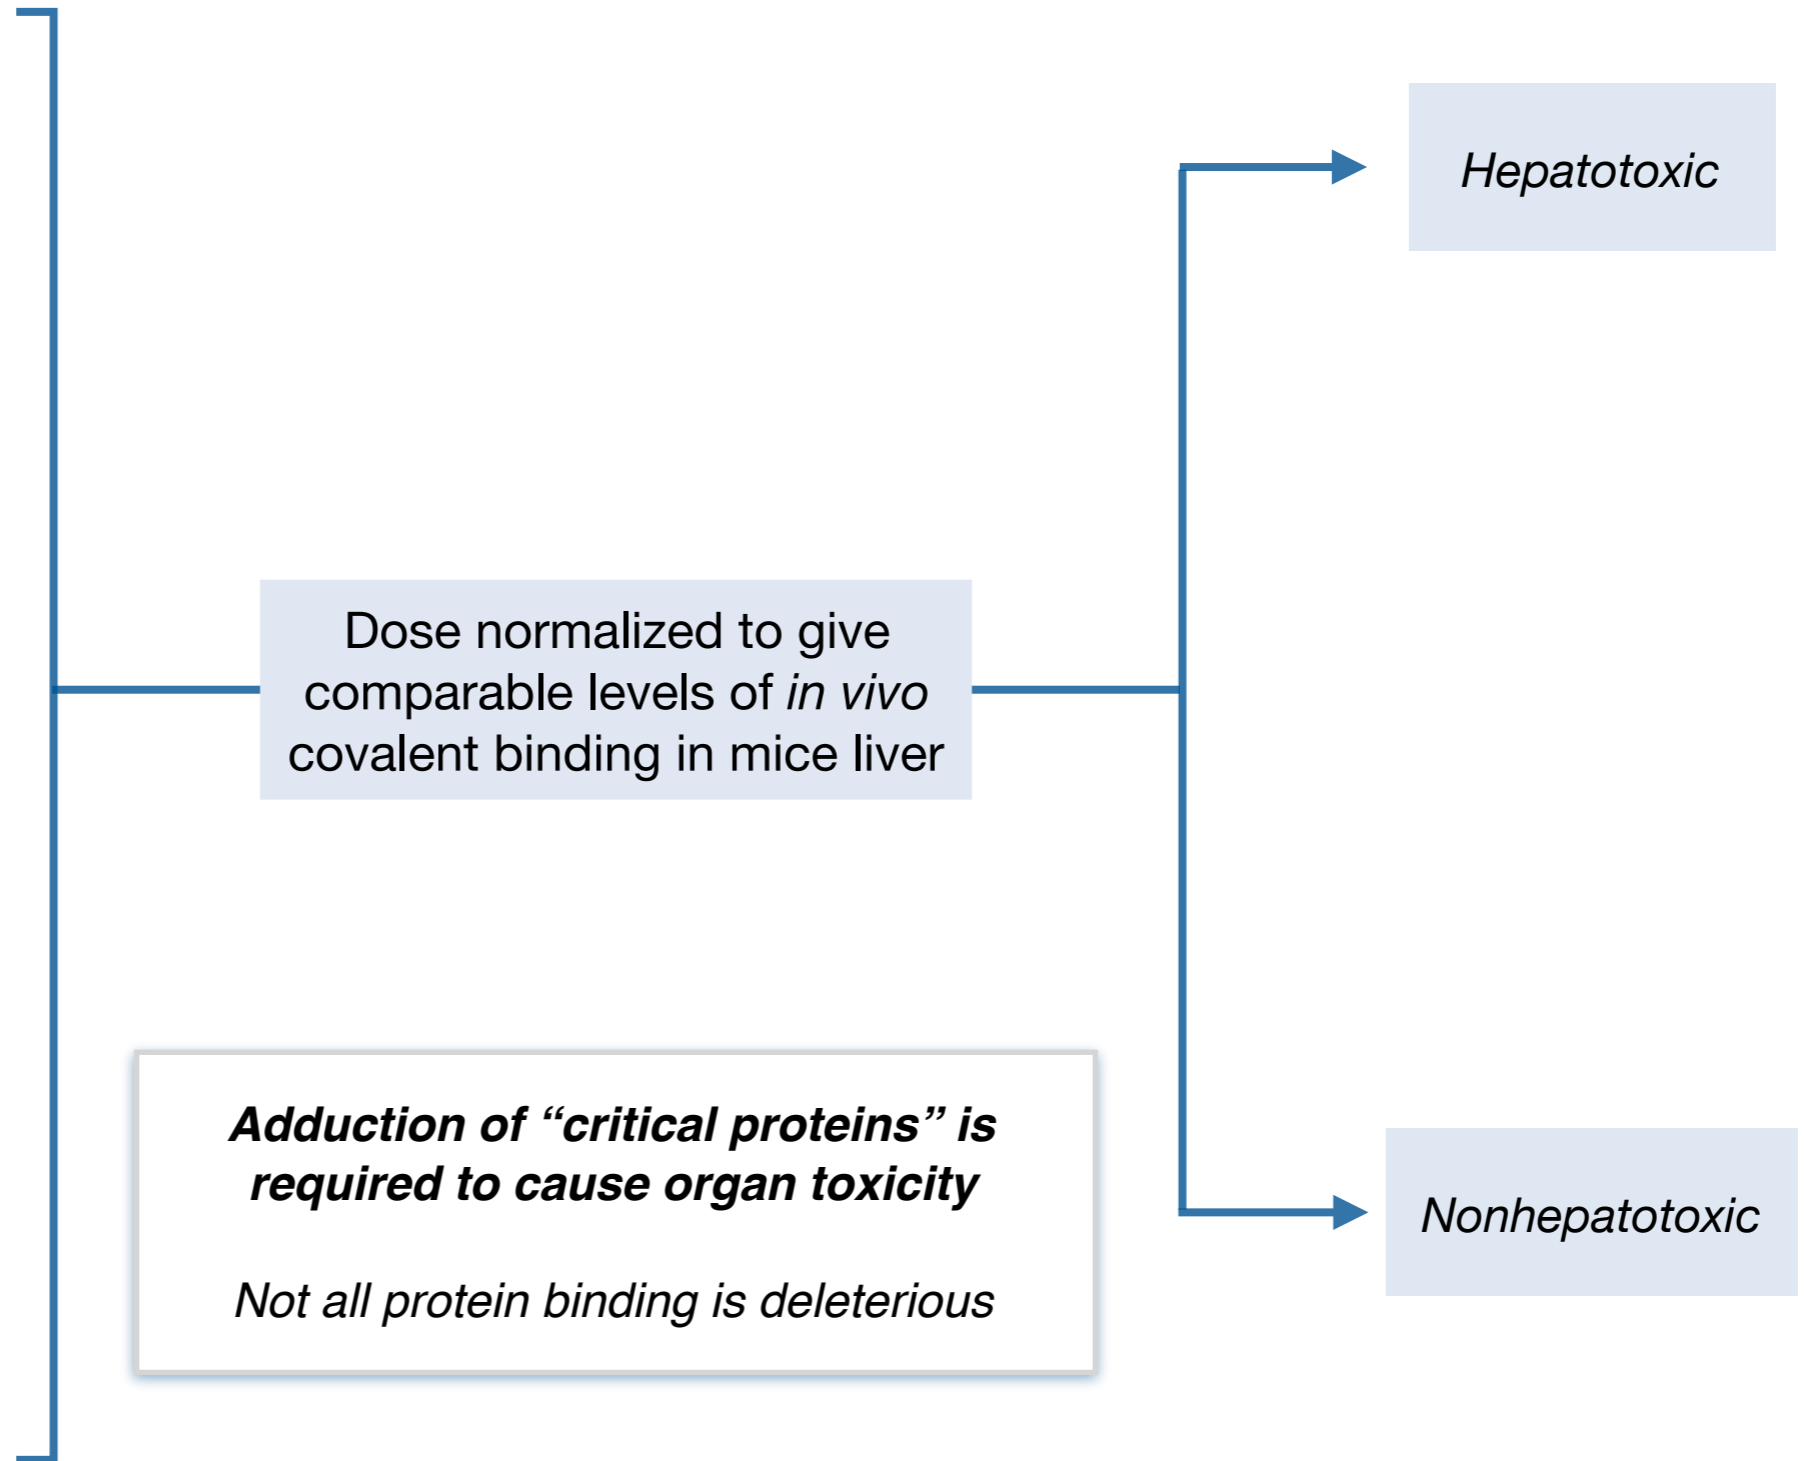 Hepatotoxic
Dose normalized to give
comparable levels of in vivo
covalent binding in mice liver
Adduction of “critical proteins” is
required to cause organ toxicity
Not all protein binding is deleterious
Nonhepatotoxic